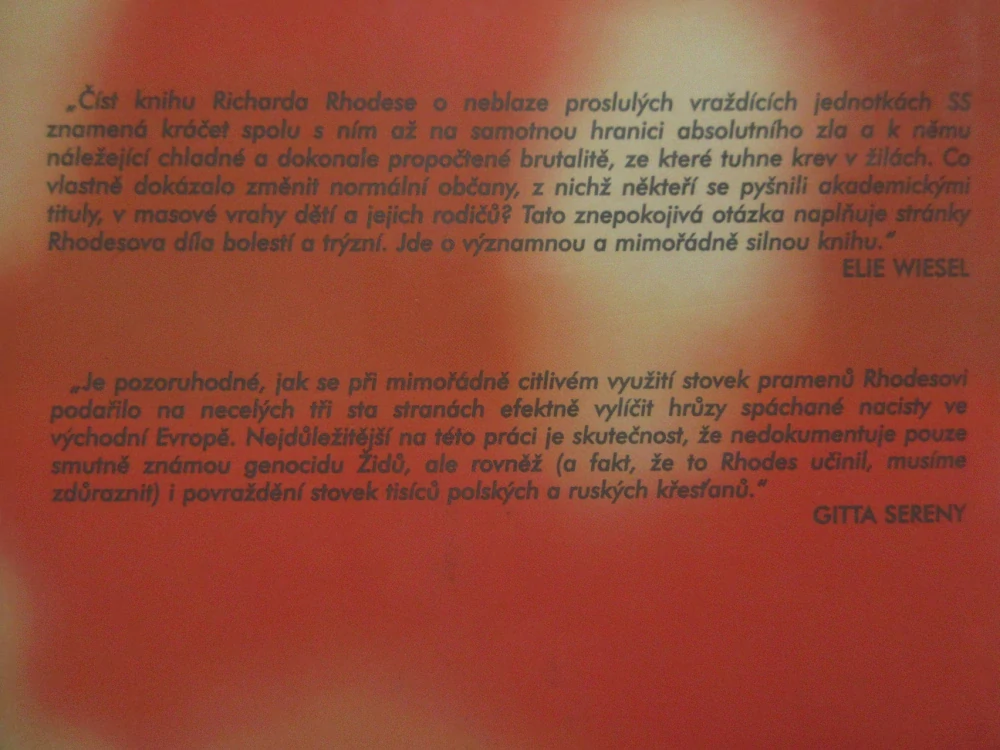 „Číst knihu Richarda Rhodese o neblaze proslulých vraždících jednotkách SS
znamená kráčet spolu s ním až na samotnou hranici absolutního zla a k němu
náležející chladné a dokonale propočtené brutalitě, ze které tuhne krev v žilách. Co
vlastně dokázalo změnit normální občany, z nichž někteří se pyšnili akademickými
tituly, v masové vrahy dětí a jejich rodičů? Tato znepokojivá otázka naplňuje stránky
Rhodesova díla bolestí a trýzní. Jde o významnou a mimořádně silnou knihu.“
ELIE WIESEL
„Je pozoruhodné, jak se při mimořádně citlivém využití stovek pramenů Rhodesovi
podařilo na necelých tři sta stranách efektně vylíčit hrůzy spáchané nacisty ve
východní Evropě. Nejdůležitější na této práci je skutečnost, že nedokumentuje pouze
smutně známou genocidu Židů, ale rovněž (a fakt, že to Rhodes učinil, musíme
zdůraznit) i povraždění stovek tisíců polských a ruských křesťanů.“
GITTA SERENY